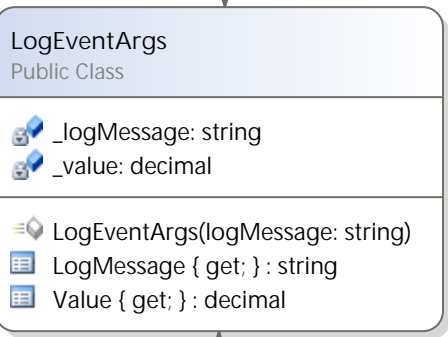 LogEventArgs
Public Class
_logMessage: string
_value: decimal
LogEventArgs(logMessage: string)
LogMessage { get; } : string
Value { get; } : decimal